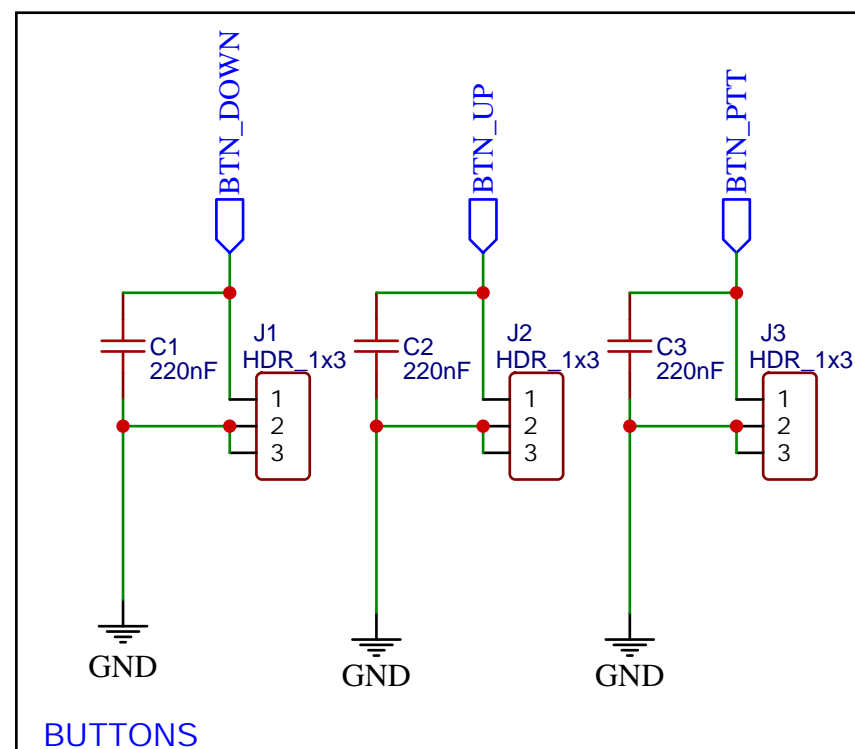 BTN_DOWN
BTN_UP
BTN_PTT
J1
HDR_1x3
C1
220nF
1
2
3
GND
J2
HDR_1x3
C2
220nF
1
2
3
GND
J3
HDR_1x3
C3
220nF
1
2
3
GND
BUTTONS